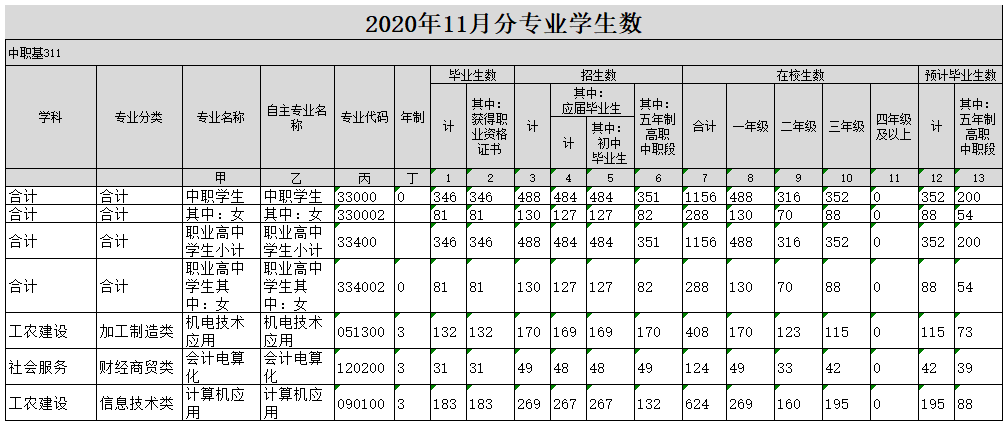 2020年11月分专业学生数
中职基311
学科 专业分类 专业名称 自主专业名称 专业代码 年制 毕业生数 招生数 在校生数 预计毕业生数
计 其中：获得职业资格证书 计 其中：应届毕业生 其中：五年制高职中职段 合计 一年级 二年级 三年级 四年级及以上 计 其中：五年制高职中职段
计 其中：初中毕业生
甲 乙 丙 丁 1 2 3 4 5 6 7 8 9 10 11 12 13
合计 合计 中职学生 中职学生 33000 0 346 346 488 484 484 351 1156 488 316 352 0 352 200
合计 合计 其中：女 其中：女 330002 81 81 130 127 127 82 288 130 70 88 0 88 54
合计 合计 职业高中学生小计 职业高中学生小计 33400 346 346 488 484 484 351 1156 488 316 352 0 352 200
合计 合计 职业高中学生其中：女 职业高中学生其中：女 334002 0 81 81 130 127 127 82 288 130 70 88 0 88 54
工农建设 加工制造类 机电技术应用 机电技术应用 051300 3 132 132 170 169 169 170 408 170 123 115 0 115 73
社会服务 财经商贸类 会计电算化 会计电算化 120200 3 31 31 49 48 48 49 124 49 33 42 0 42 39
工农建设 信息技术类 计算机应用 计算机应用 090100 3 183 183 269 267 267 132 624 269 160 195 0 195 88